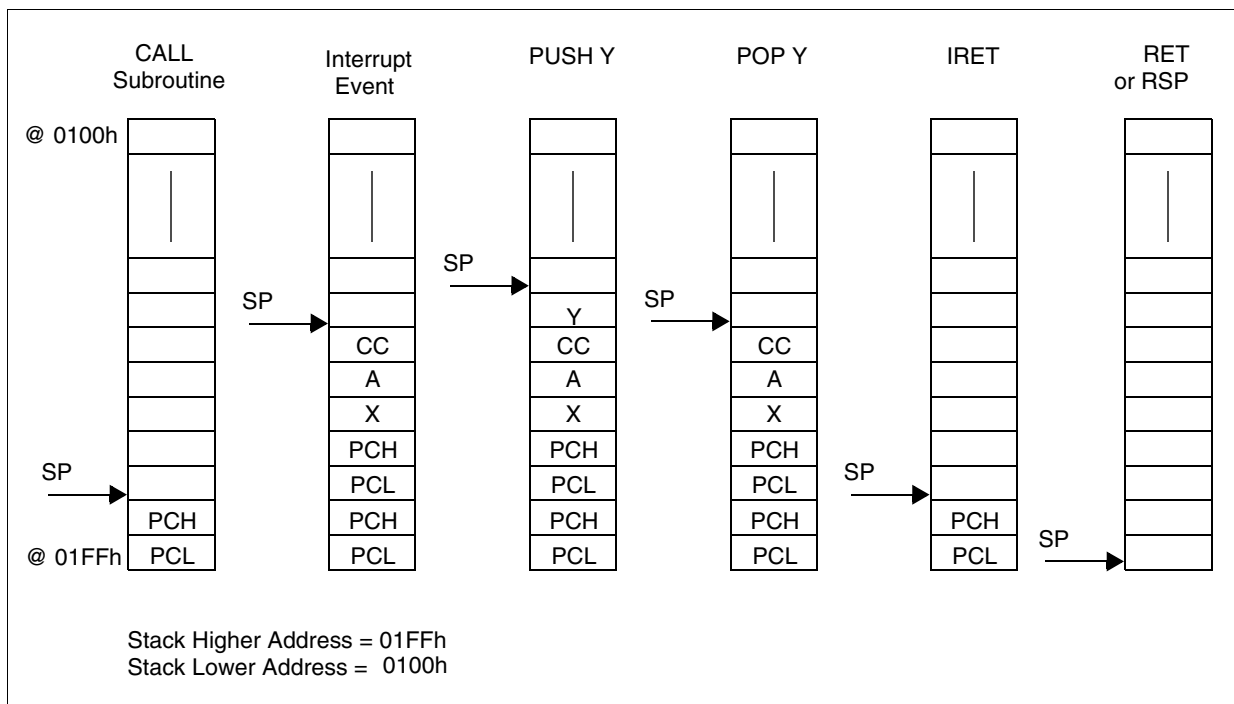 CALL
Subroutine
Interrupt
Event
PUSH Y
POP Y
IRET
RET
or RSP
@ 0100h
SP
PCH
@ 01FFh PCL
SP
CC
A
X
PCH
PCL
PCH
PCL
SP
Y
CC
A
X
PCH
PCL
PCH
PCL
SP
CC
A
X
PCH
PCL
PCH
PCL
SP
PCH
PCL
SP
Stack Higher Address = 01FFh
Stack Lower Address = 0100h